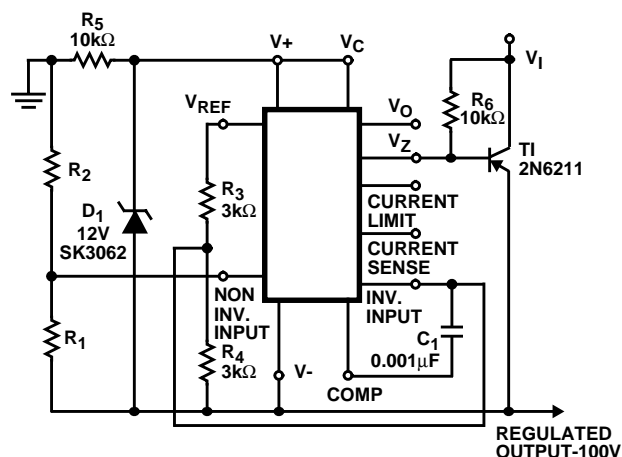 R5
10kΩ
V+
VC
VI
VREF
VO
R6
10kΩ
VZ
TI
2N6211
R2
R3
3kΩ
D1
12V
SK3062
CURRENT
LIMIT
CURRENT
SENSE
NON
INV.
INPUT
INV.
INPUT
R1
R4
3kΩ
C1
0.001µF
V-
COMP
REGULATED
OUTPUT-100V